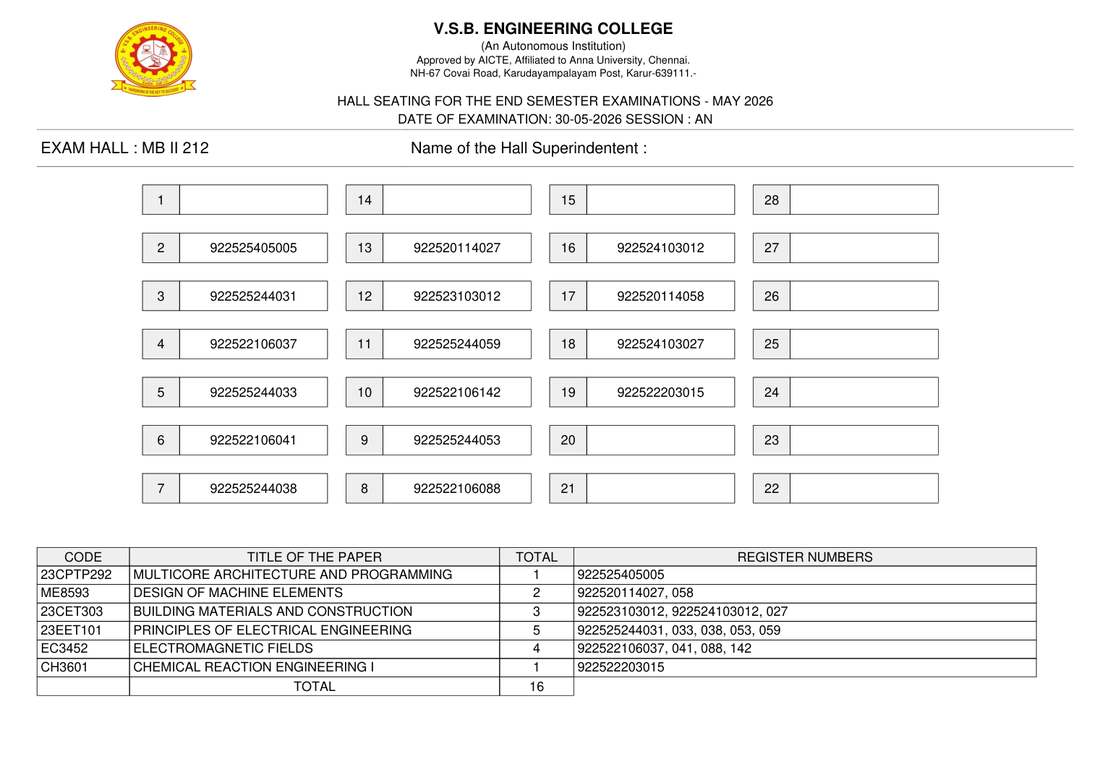 V.S.B. ENGINEERING COLLEGE
(An Autonomous Institution)
Approved by AICTE, Affiliated to Anna University, Chennai.
NH-67 Covai Road, Karudayampalayam Post, Karur-639111.-
HALL SEATING FOR THE END SEMESTER EXAMINATIONS - MAY 2026
DATE OF EXAMINATION: 30-05-2026 SESSION : AN
EXAM HALL : MB II 212 Name of the Hall Superindentent :
1 14 15 28
2 922525405005 13 922520114027 16 922524103012 27
3 922525244031 12 922523103012 17 922520114058 26
4 922522106037 11 922525244059 18 922524103027 25
5 922525244033 10 922522106142 19 922522203015 24
6 922522106041 9 922525244053 20 23
7 922525244038 8 922522106088 21 22
CODE TITLE OF THE PAPER TOTAL REGISTER NUMBERS
23CPTP292 MULTICORE ARCHITECTURE AND PROGRAMMING 1 922525405005
ME8593 DESIGN OF MACHINE ELEMENTS 2 922520114027, 058
23CET303 BUILDING MATERIALS AND CONSTRUCTION 3 922523103012, 922524103012, 027
23EET101 PRINCIPLES OF ELECTRICAL ENGINEERING 5 922525244031, 033, 038, 053, 059
EC3452 ELECTROMAGNETIC FIELDS 4 922522106037, 041, 088, 142
CH3601 CHEMICAL REACTION ENGINEERING I 1 922522203015
TOTAL 16